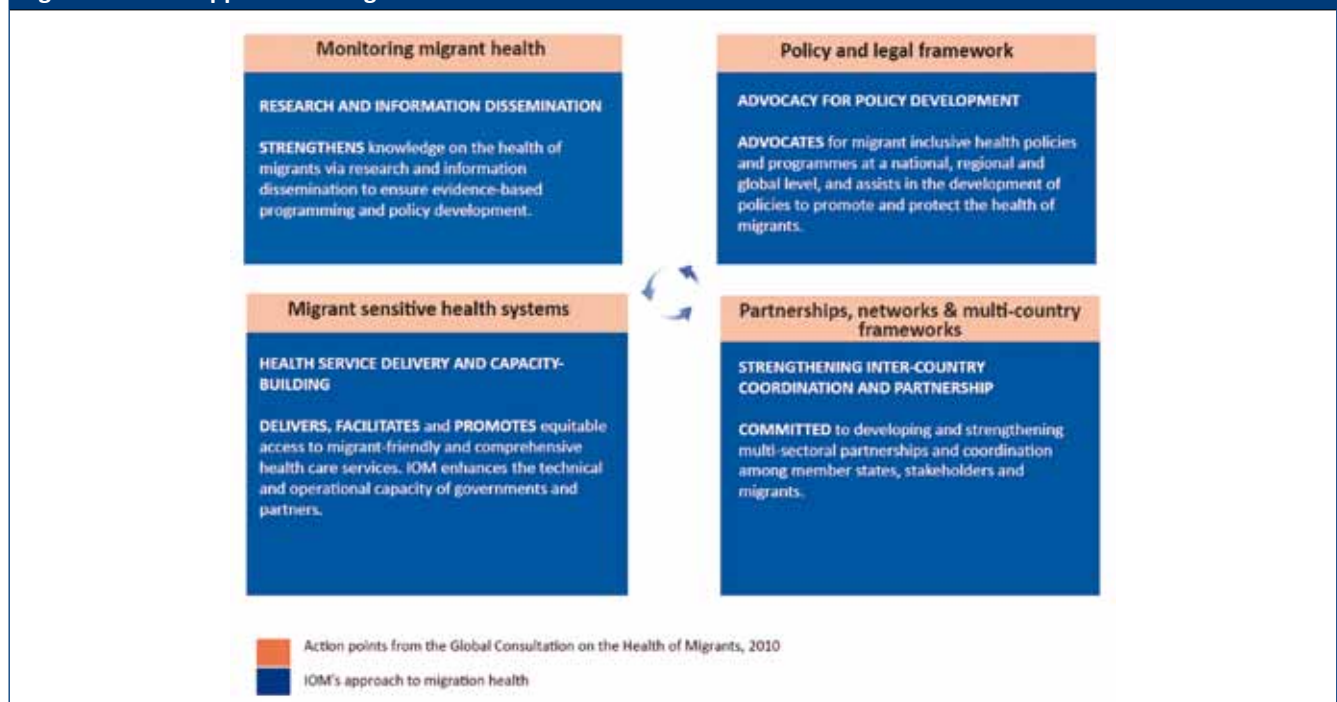 Monitoring migrant health
RESEARCH AND INFORMATION DISSEMINATION
STRENGTHENS knowledge on the health of
migrants via research and information
dissemination to ensure evidence-based
programming and policy development.
Policy and legal framework
ADVOCACY FOR POLICY DEVELOPMENT
ADVOCATES for migrant inclusive health policies
and programmes at a national, regional and
global level, and assists in the development of
policies to promote and protect the health of
migrants.
Migrant sensitive health systems
HEALTH SERVICE DELIVERY AND CAPACITY-
BUILDING
DELIVERS, FACILITATES and PROMOTES equitable
access to migrant-friendly and comprehensive
health care services. IOM enhances the technical
and operational capacity of governments and
partners.
Partnerships, networks & multi-country
frameworks
STRENGTHENING INTER-COUNTRY
COORDINATION AND PARTNERSHIP
COMMITTED to developing and strengthening
multi-sectoral partnerships and coordination
among member states, stakeholders and
migrants.
Action points from the Global Consultation on the Health of Migrants, 2010
IOM's approach to migration health